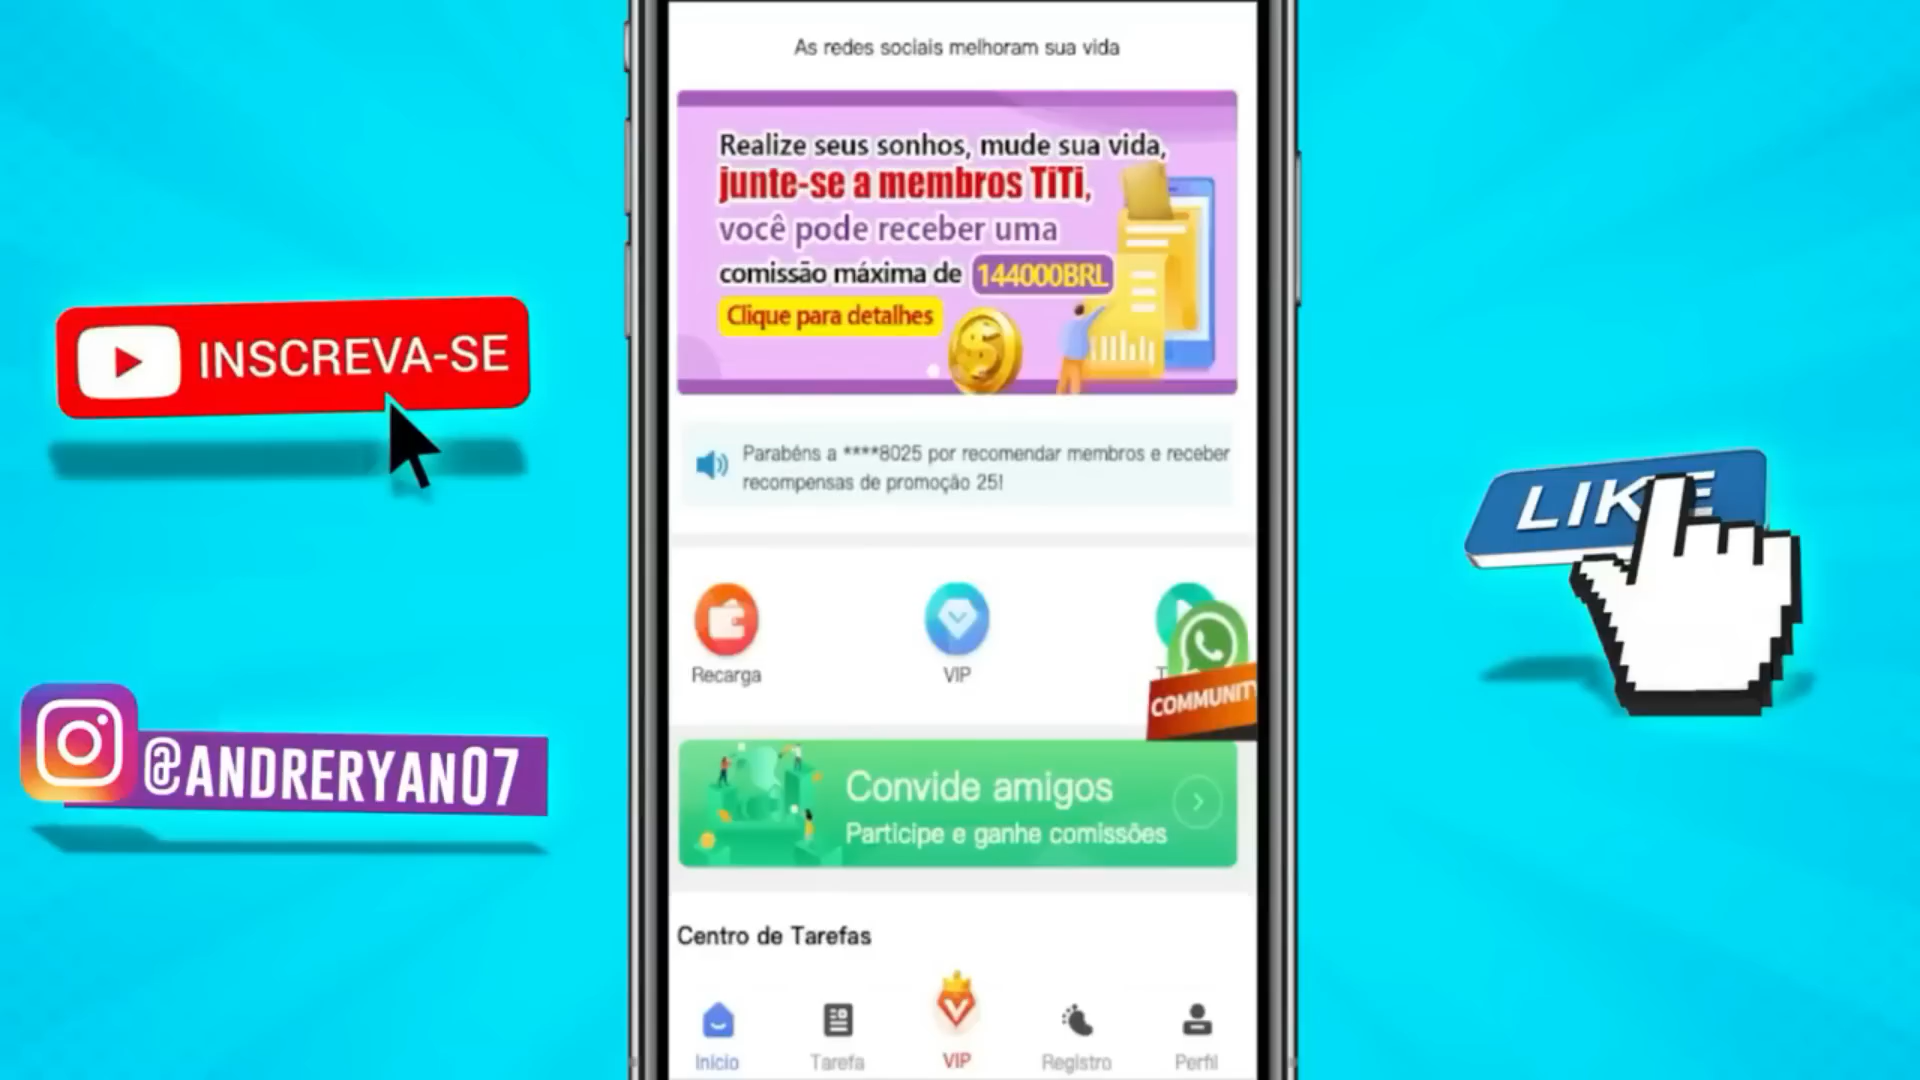 As redes sociais melhoram sua vida
Realize seus sonhos, mude sua vida,
junte-se a membros TiTi,
você pode receber uma
comissão máxima de 144000BRL
Clique para detalhes
INSCREVA-SE
Parabéns a ****8025 por recomendar membros e receber
recompensas de promoção 25!
LIKE
Recarga
VIP
COMMUNITY
@ANDRERYAN07
Convide amigos
Participe e ganhe comissões
Centro de Tarefas
Início
Tarefa
VIP
Registro
Perfil